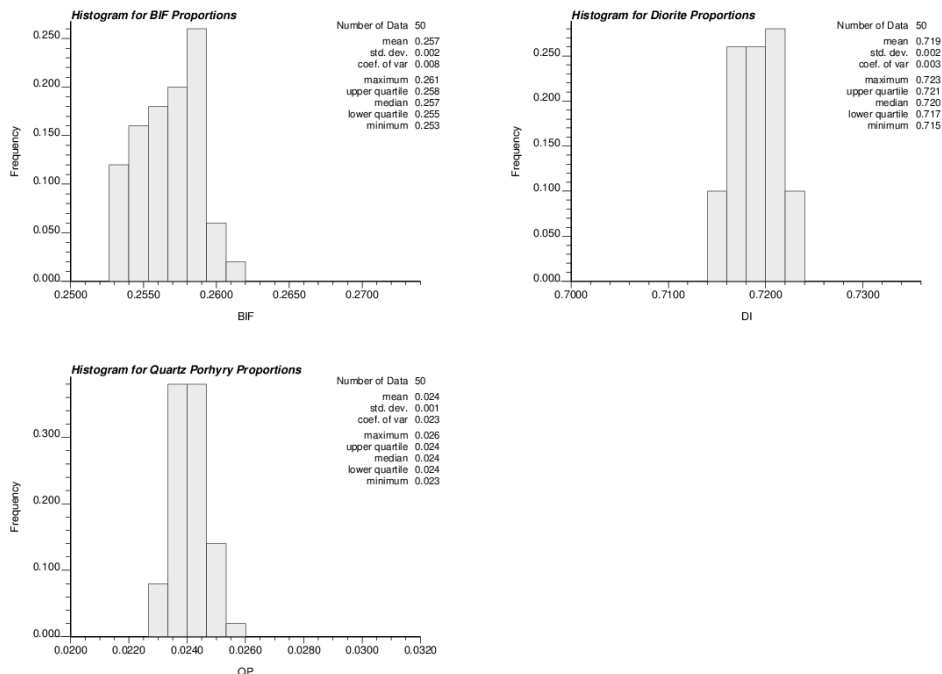 Histogram for BIF Proportions
Number of Data 50
mean 0.257
std. dev. 0.002
coef. of var 0.008
maximum 0.261
upper quartile 0.258
median 0.257
lower quartile 0.255
minimum 0.253
Frequency
0.250
0.200
0.150
0.100
0.050
0.000
0.2500 0.2550 0.2600 0.2650 0.2700
BIF
Histogram for Diorite Proportions
Number of Data 50
mean 0.719
std. dev. 0.002
coef. of var 0.003
maximum 0.723
upper quartile 0.721
median 0.720
lower quartile 0.717
minimum 0.715
Frequency
0.250
0.200
0.150
0.100
0.050
0.000
0.7000 0.7100 0.7200 0.7300
DI
Histogram for Quartz Porhyry Proportions
Number of Data 50
mean 0.024
std. dev. 0.001
coef. of var 0.023
maximum 0.026
upper quartile 0.024
median 0.024
lower quartile 0.024
minimum 0.023
Frequency
0.300
0.200
0.100
0.000
0.0200 0.0220 0.0240 0.0260 0.0280 0.0300 0.0320